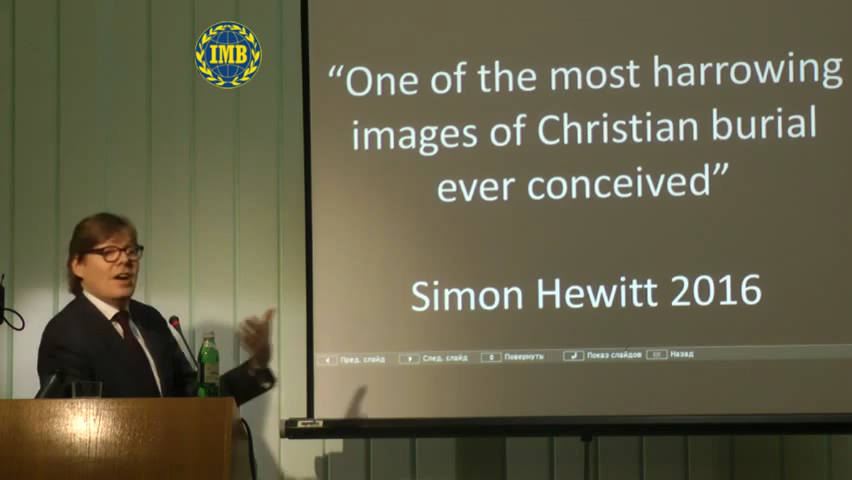 IMB
“One of the most harrowing
images of Christian burial
ever conceived”
Simon Hewitt 2016
Пред. слайд След. слайд Повернуть Показ слайдов Назад